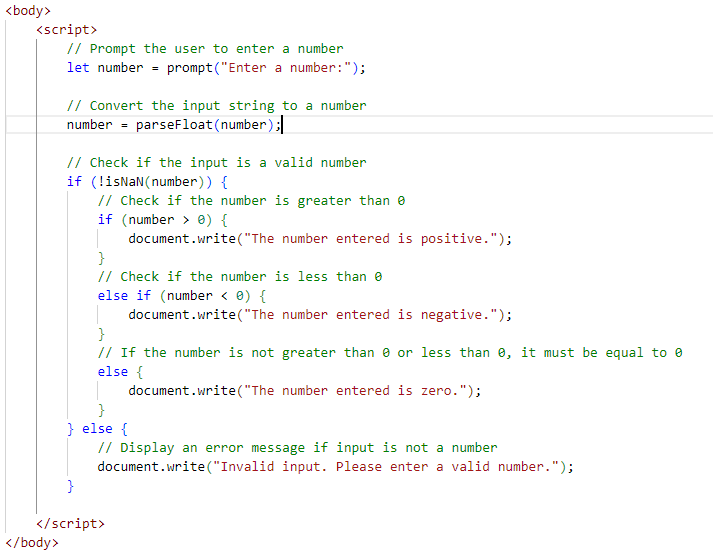 <body>
<script>
// Prompt the user to enter a number
let number = prompt("Enter a number:");
// Convert the input string to a number
number = parseFloat(number);
// Check if the input is a valid number
if (!isNaN(number)) {
// Check if the number is greater than 0
if (number > 0) {
document.write("The number entered is positive.");
}
// Check if the number is less than 0
else if (number < 0) {
document.write("The number entered is negative.");
}
// If the number is not greater than 0 or less than 0, it must be equal to 0
else {
document.write("The number entered is zero.");
}
} else {
// Display an error message if input is not a number
document.write("Invalid input. Please enter a valid number.");
}
</script>
</body>